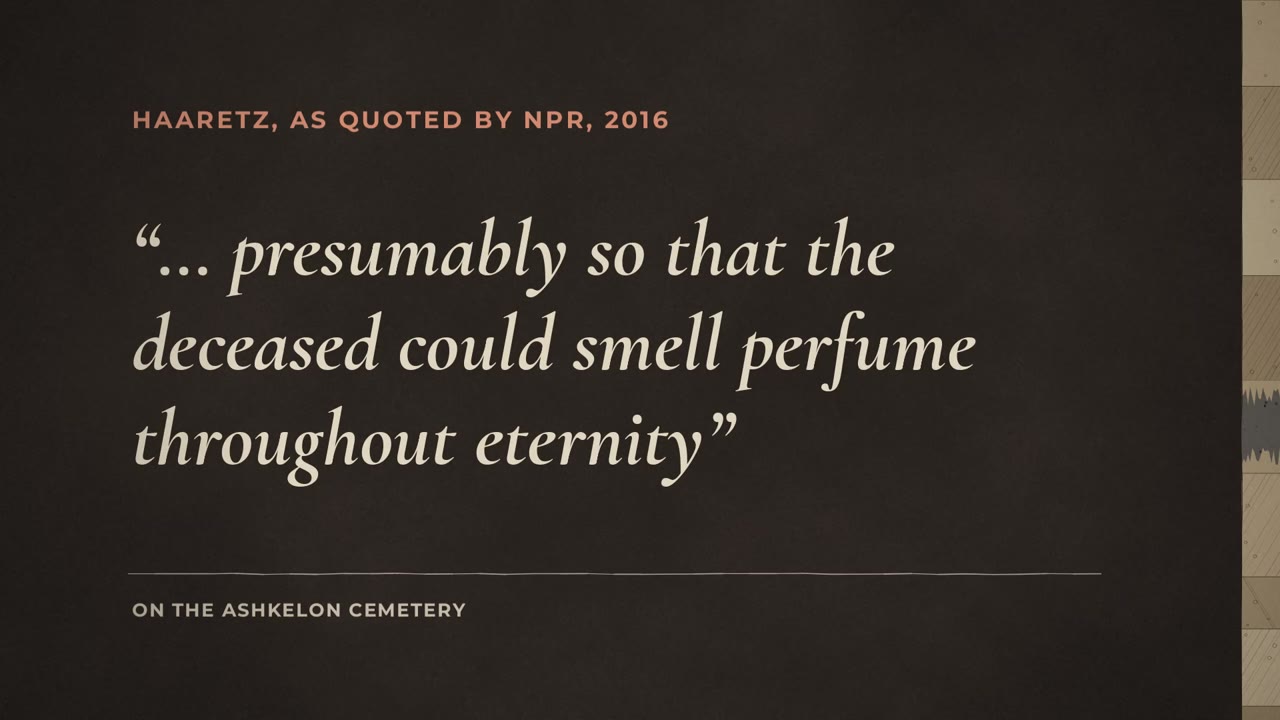 HAARETZ, AS QUOTED BY NPR, 2016
“... presumably so that the
deceased could smell perfume
throughout eternity”
ON THE ASHKELON CEMETERY